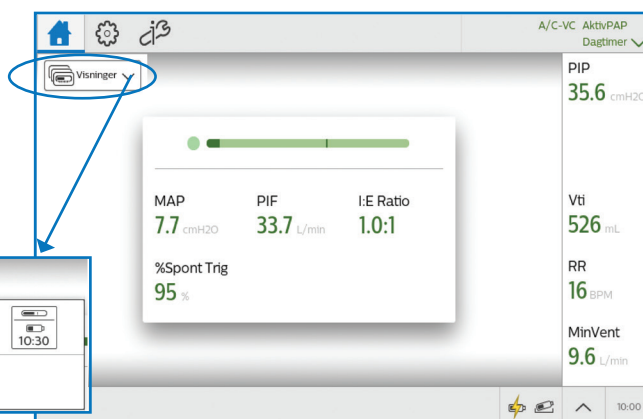 A/C-VC AktivPAP
Dagtimer
Visninger
PIP
35.6 cmH2O
MAP PIF I:E Ratio
7.7 cmH2O 33.7 L/min 1.0:1
Vti
526 mL
%Spont Trig
95 %
RR
16 BPM
10:30
MinVent
9.6 L/min
10:00